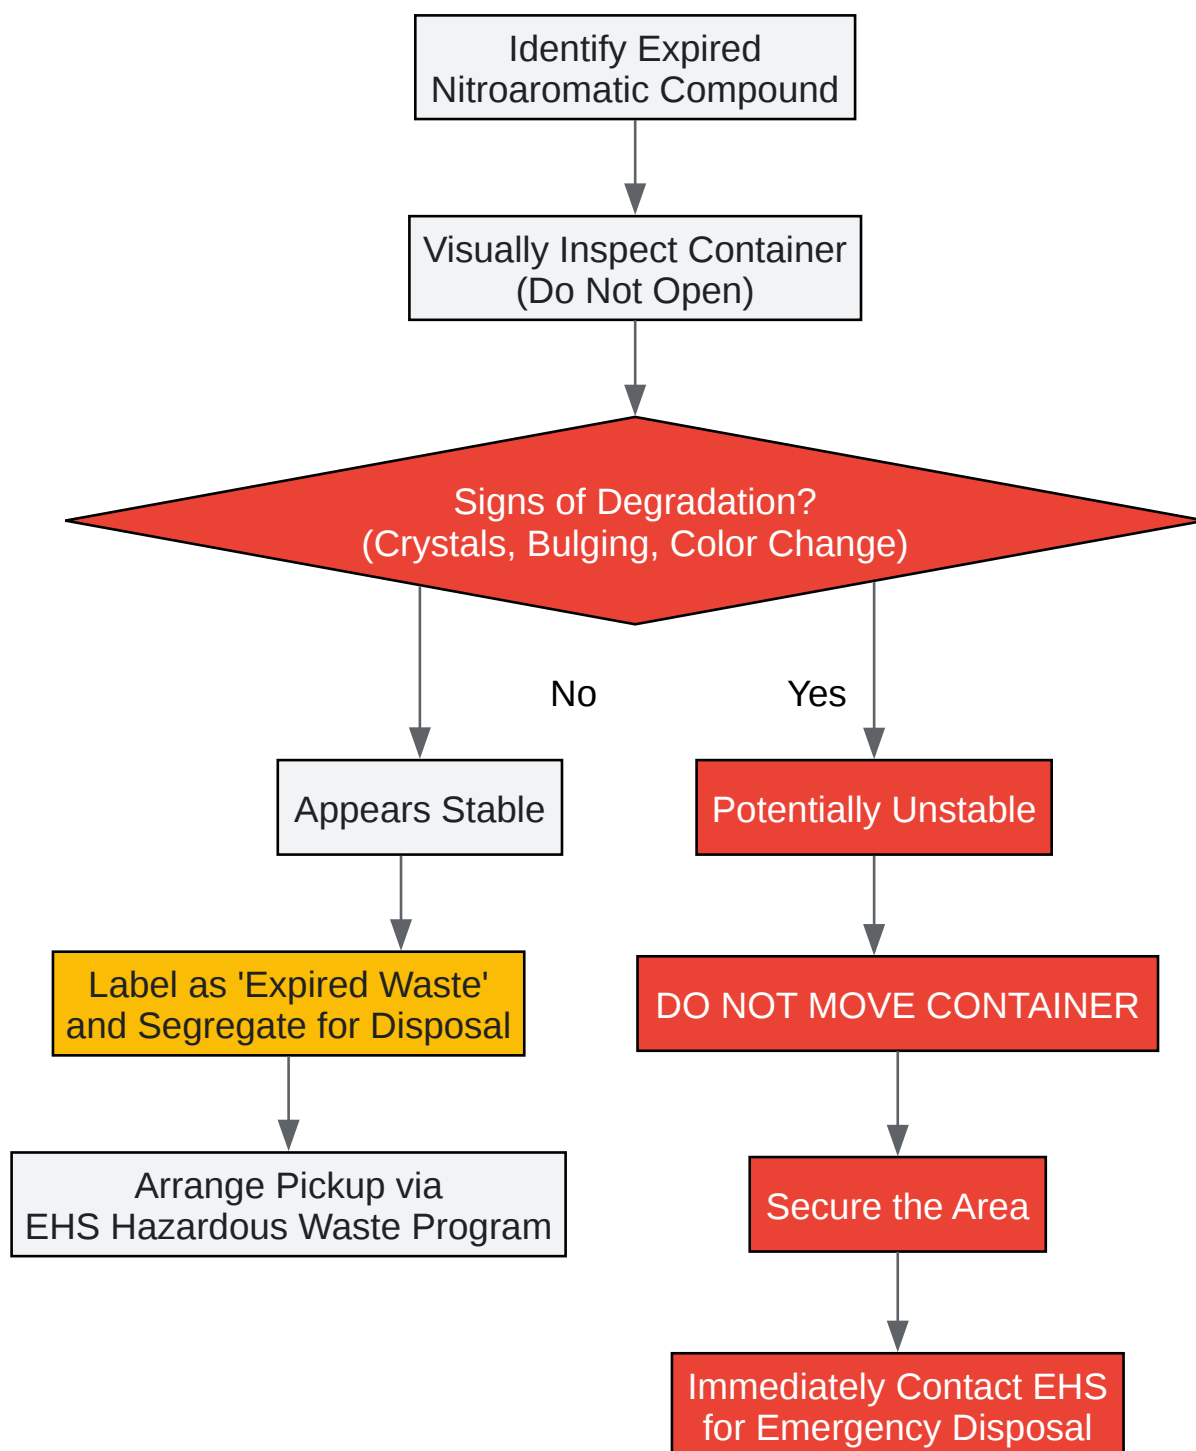 Identify Expired
Nitroaromatic Compound
Visually Inspect Container
(Do Not Open)
Signs of Degradation?
(Crystals, Bulging, Color Change)
No
Yes
Appears Stable
Potentially Unstable
Label as 'Expired Waste'
and Segregate for Disposal
DO NOT MOVE CONTAINER
Arrange Pickup via
EHS Hazardous Waste Program
Secure the Area
Immediately Contact EHS
for Emergency Disposal